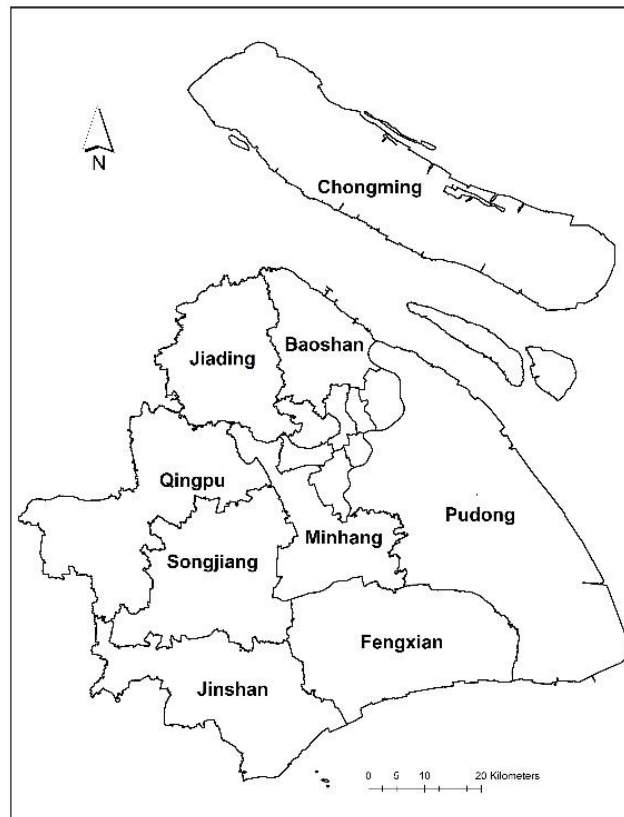 N
Chongming
Baoshan
Jiading
Qingpu
Pudong
Minhang
Songjiang
Fengxian
Jinshan
0 5 10 20 Kilometers